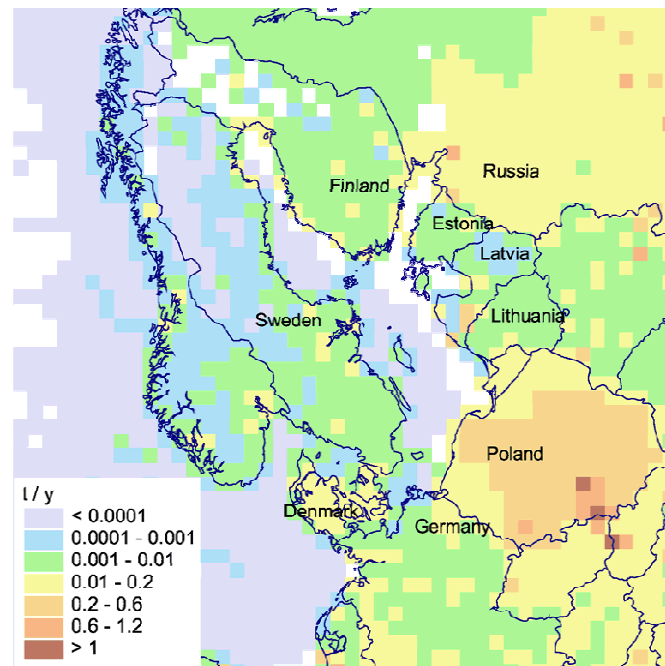 Russia
Finland
Estonia
Latvia
Lithuania
Sweden
Poland
Denmark
Germany
t / y
< 0.0001
0.0001 - 0.001
0.001 - 0.01
0.01 - 0.2
0.2 - 0.6
0.6 - 1.2
> 1